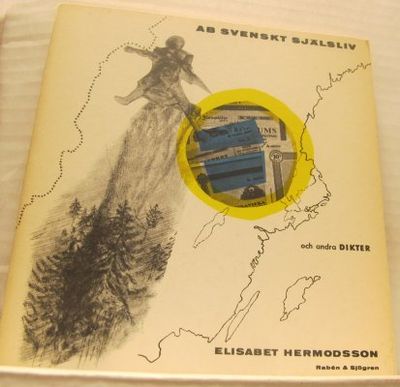 AB SVENSKT SJÄLSLIV
och andra DIKTER
ELISABET HERMODSSON
Rabén & Sjögren